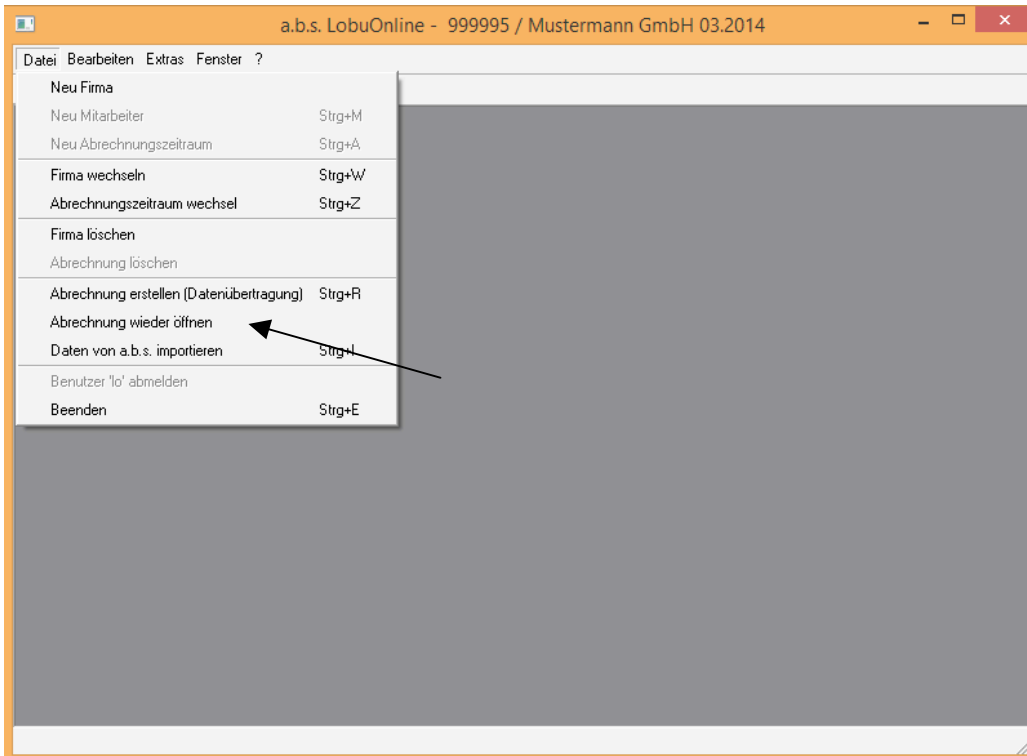 a.b.s. LobuOnline - 999995 / Mustermann GmbH 03.2014
Datei Bearbeiten Extras Fenster ?
Neu Firma
Neu Mitarbeiter Strg+M
Neu Abrechnungszeitraum Strg+A
Firma wechseln Strg+W
Abrechnungszeitraum wechsel Strg+Z
Firma löschen
Abrechnung löschen
Abrechnung erstellen (Datenübertragung) Strg+R
Abrechnung wieder öffnen
Daten von a.b.s. importieren Strg+I
Benutzer 'lo' abmelden
Beenden Strg+E